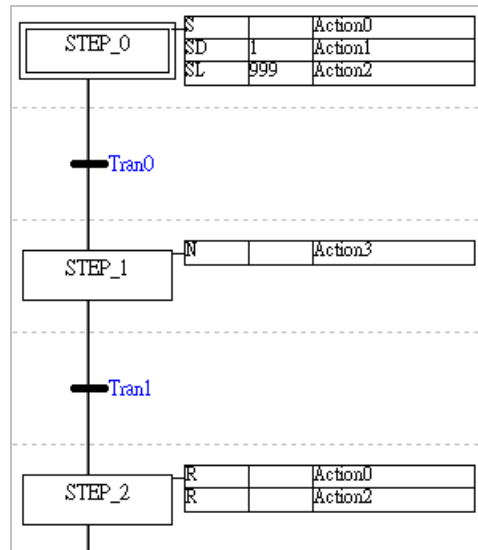 STEP_0 S Action0
SD 1 Action1
SL 999 Action2
Tran0
STEP_1 N Action3
Tran1
STEP_2 R Action0
R Action2